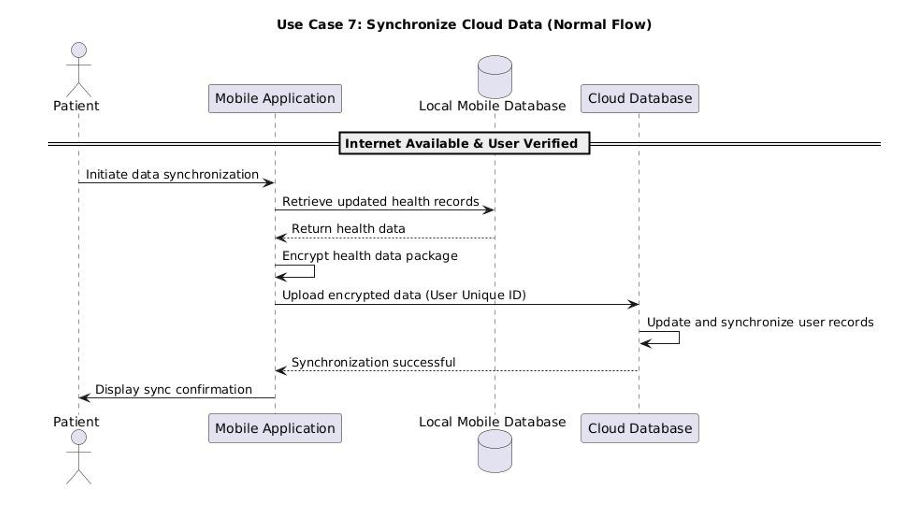 Use Case 7: Synchronize Cloud Data (Normal Flow)
Patient
Mobile Application
Local Mobile Database
Cloud Database
Internet Available & User Verified
Initiate data synchronization
Retrieve updated health records
Return health data
Encrypt health data package
Upload encrypted data (User Unique ID)
Update and synchronize user records
Synchronization successful
Display sync confirmation
Patient
Mobile Application
Local Mobile Database
Cloud Database